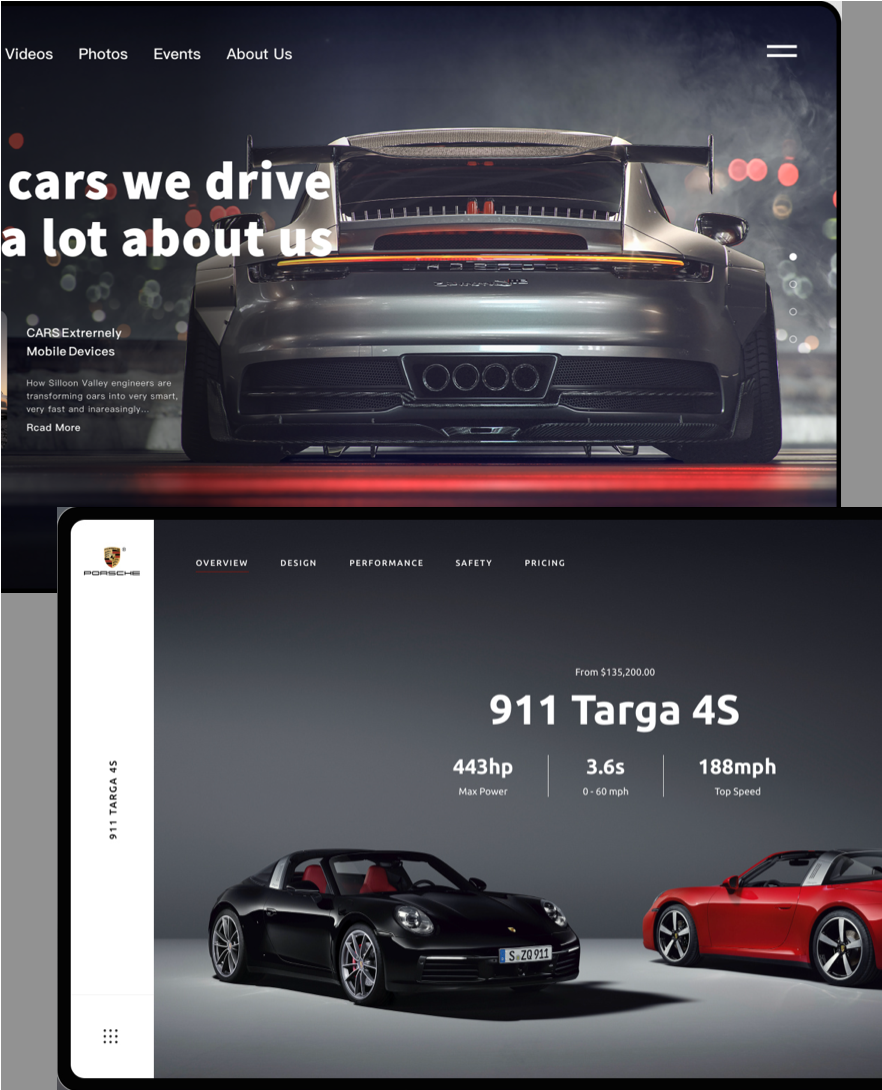 Videos Photos Events About Us
cars we drive
a lot about us
CARS Extrernely
Mobile Devices
How Silloon Valley engineers are
transforming oars into very smart,
very fast and inareasingly...
Rcad More
PORSCHE
OVERVIEW DESIGN PERFORMANCE SAFETY PRICING
From $135,200.00
911 Targa 4S
443hp 3.6s 188mph
Max Power 0 - 60 mph Top Speed
911 TARGA 4S
S ZQ 911